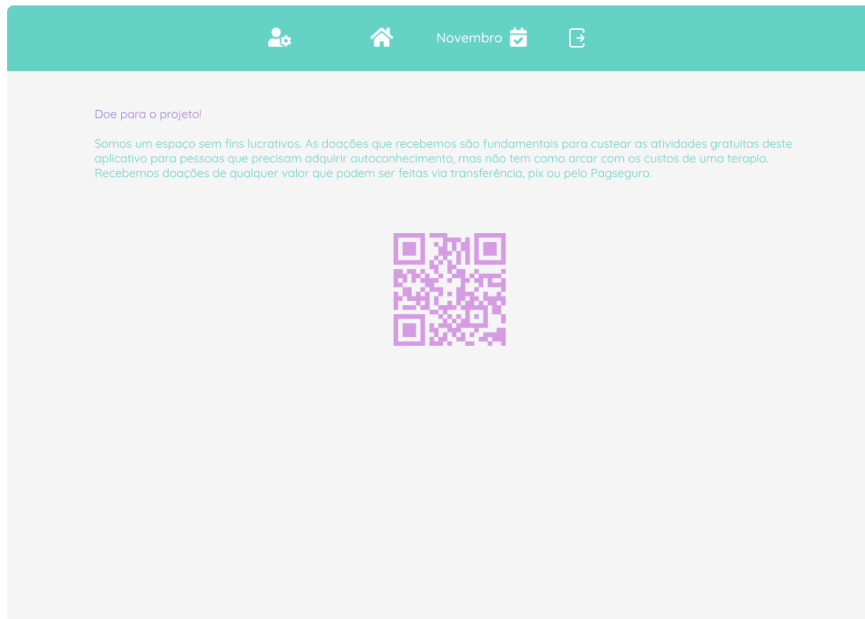 Novembro
Doe para o projeto!
Somos um espaço sem fins lucrativos. As doações que recebemos são fundamentais para custear as atividades gratuitas deste
aplicativo para pessoas que precisam adquirir autoconhecimento, mas não tem como arcar com os custos de uma terapia.
Recebemos doações de qualquer valor que podem ser feitas via transferência, pix ou pelo Pagseguro.